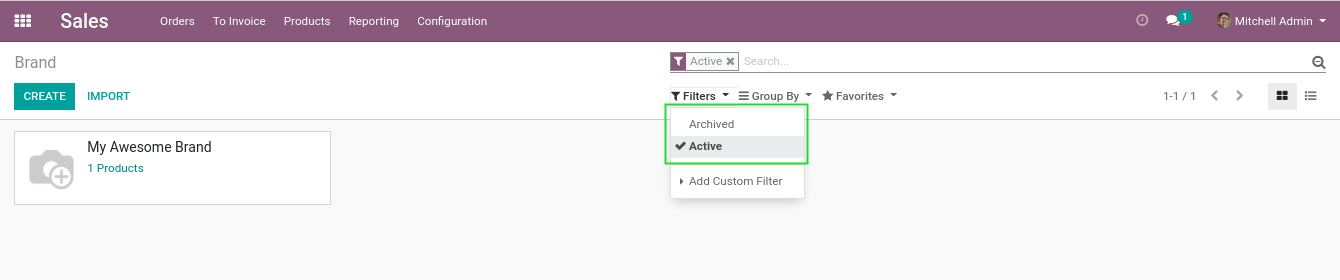 Sales Orders To Invoice Products Reporting Configuration 1 Mitchell Admin
Brand Active Search...
CREATE IMPORT Filters Group By Favorites 1-1 / 1
Archived
Active
Add Custom Filter
My Awesome Brand
1 Products